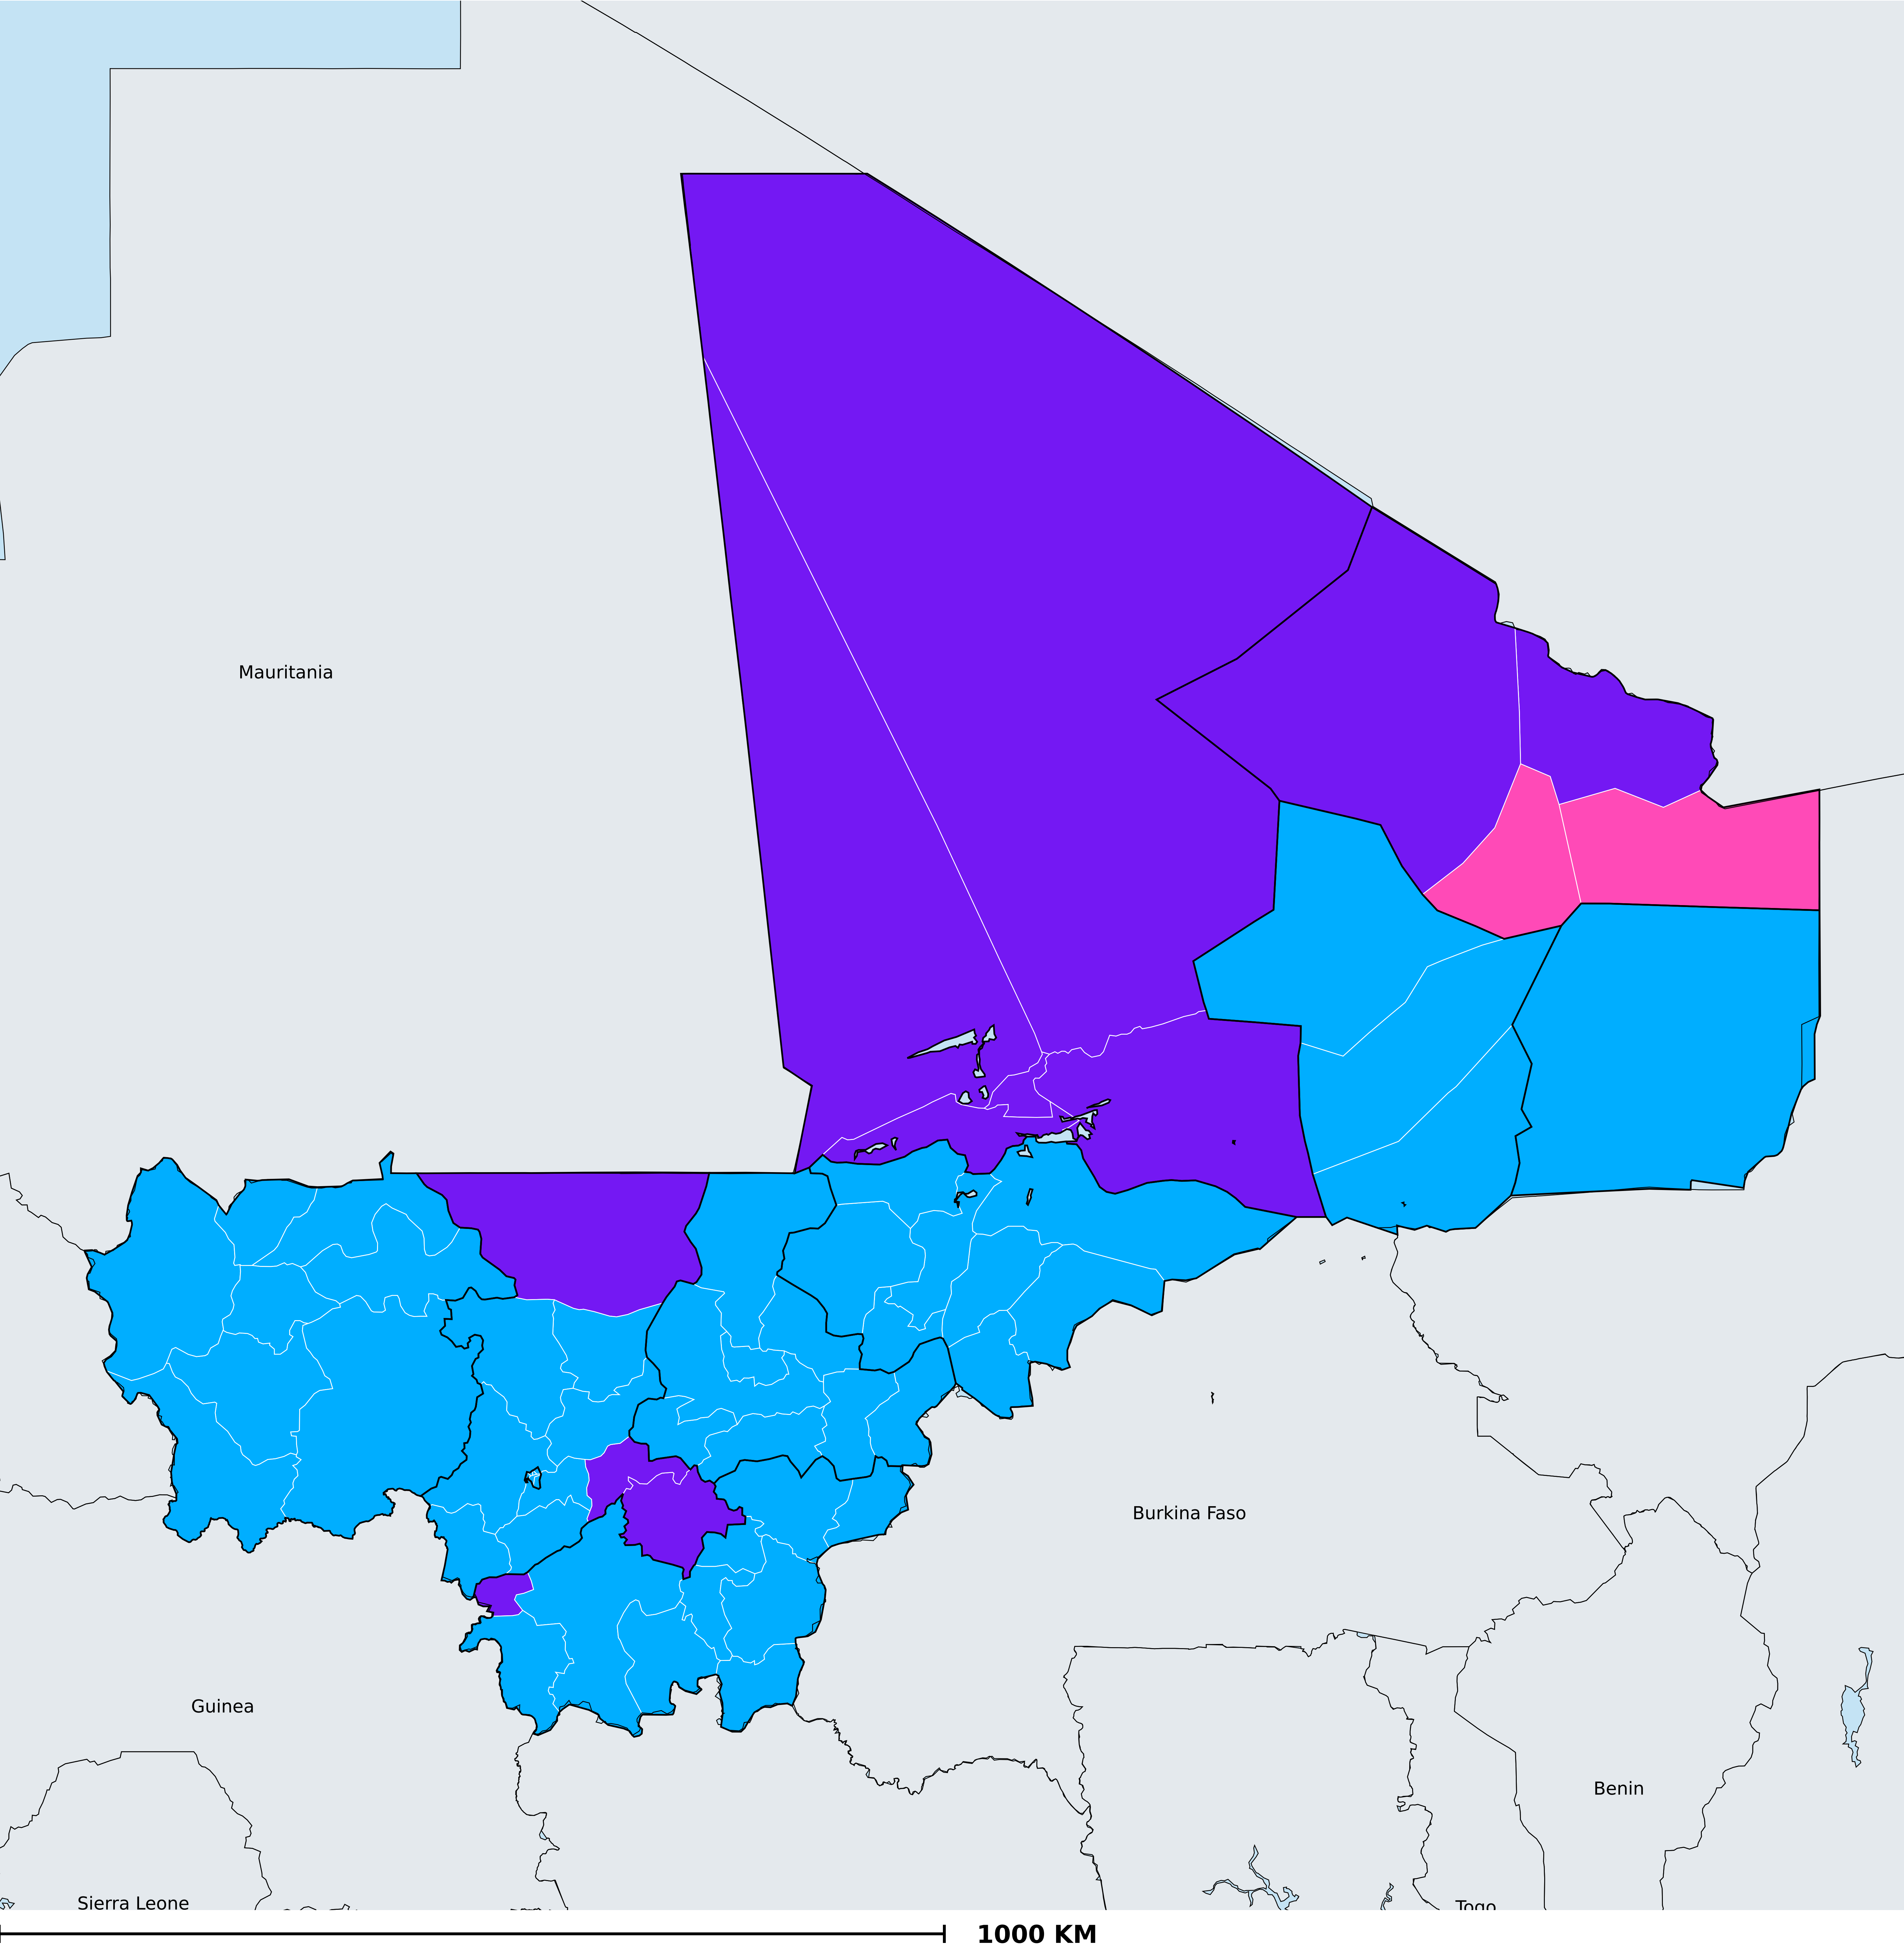 Mauritania
Burkina Faso
Guinea
Benin
Sierra Leone
Togo
1000 KM